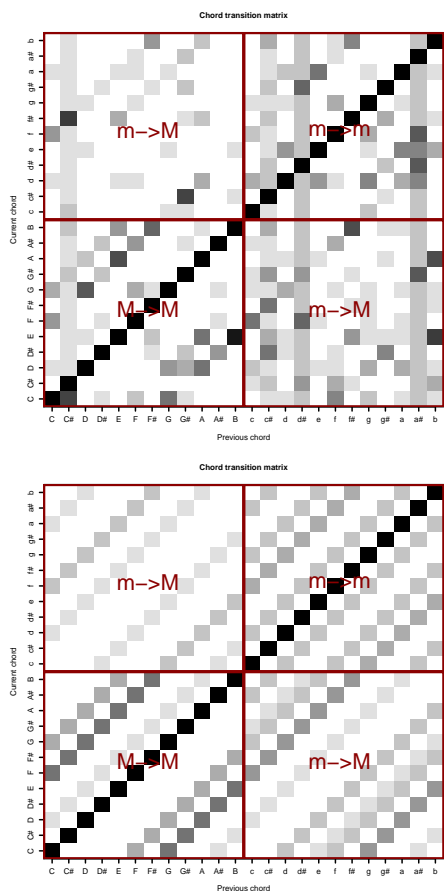 Chord transition matrix
Current chord
b
a#
a
g#
g
f#
f
e
d#
d
c#
c
B
A#
A
G#
G
F#
F
E
D#
D
C#
C
m->M
m->m
M->M
m->M
C C# D D# E F F# G G# A A# B c c# d d# e f f# g g# a a# b
Previous chord
Chord transition matrix
Current chord
b
a#
a
g#
g
f#
f
e
d#
d
c#
c
B
A#
A
G#
G
F#
F
E
D#
D
C#
C
m->M
m->m
M->M
m->M
C C# D D# E F F# G G# A A# B c c# d d# e f f# g g# a a# b
Previous chord